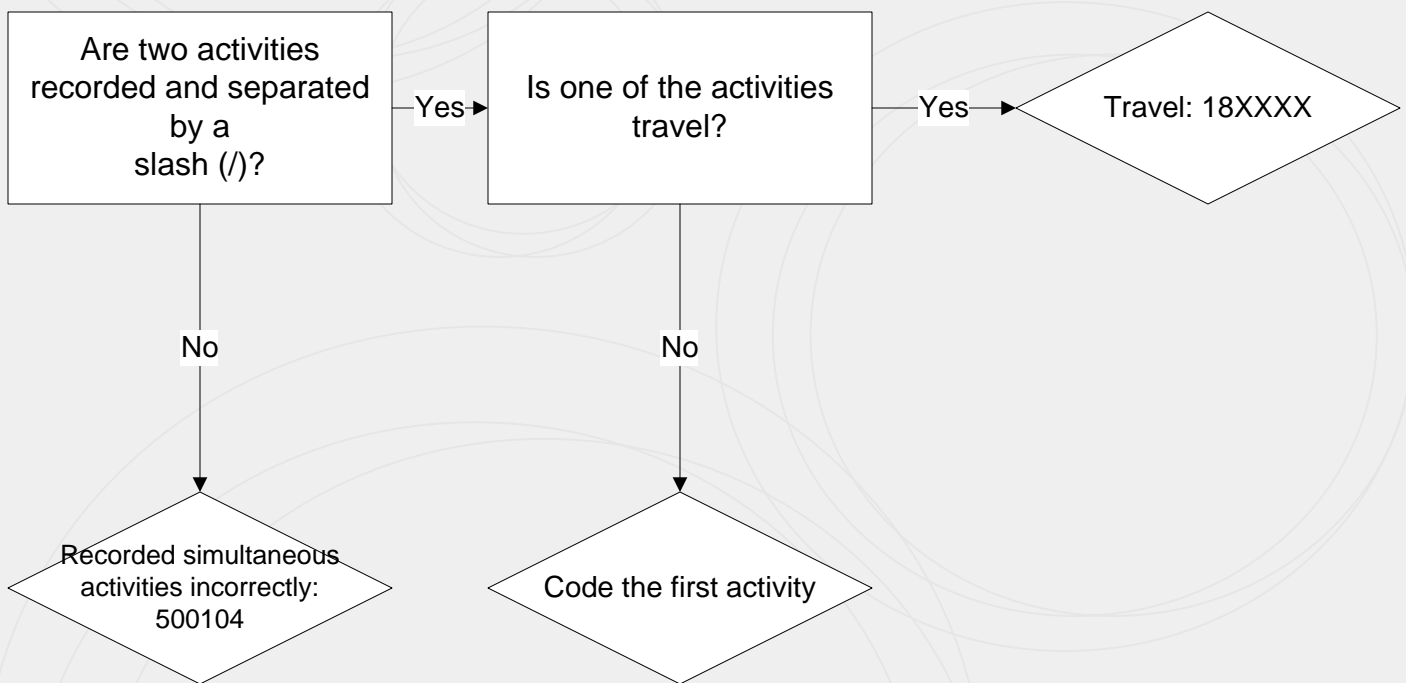 Are two activities
recorded and separated
by a
slash (/)?
Yes
Is one of the activities
travel?
Yes
Travel: 18XXXX
No
No
Recorded simultaneous
activities incorrectly:
500104
Code the first activity